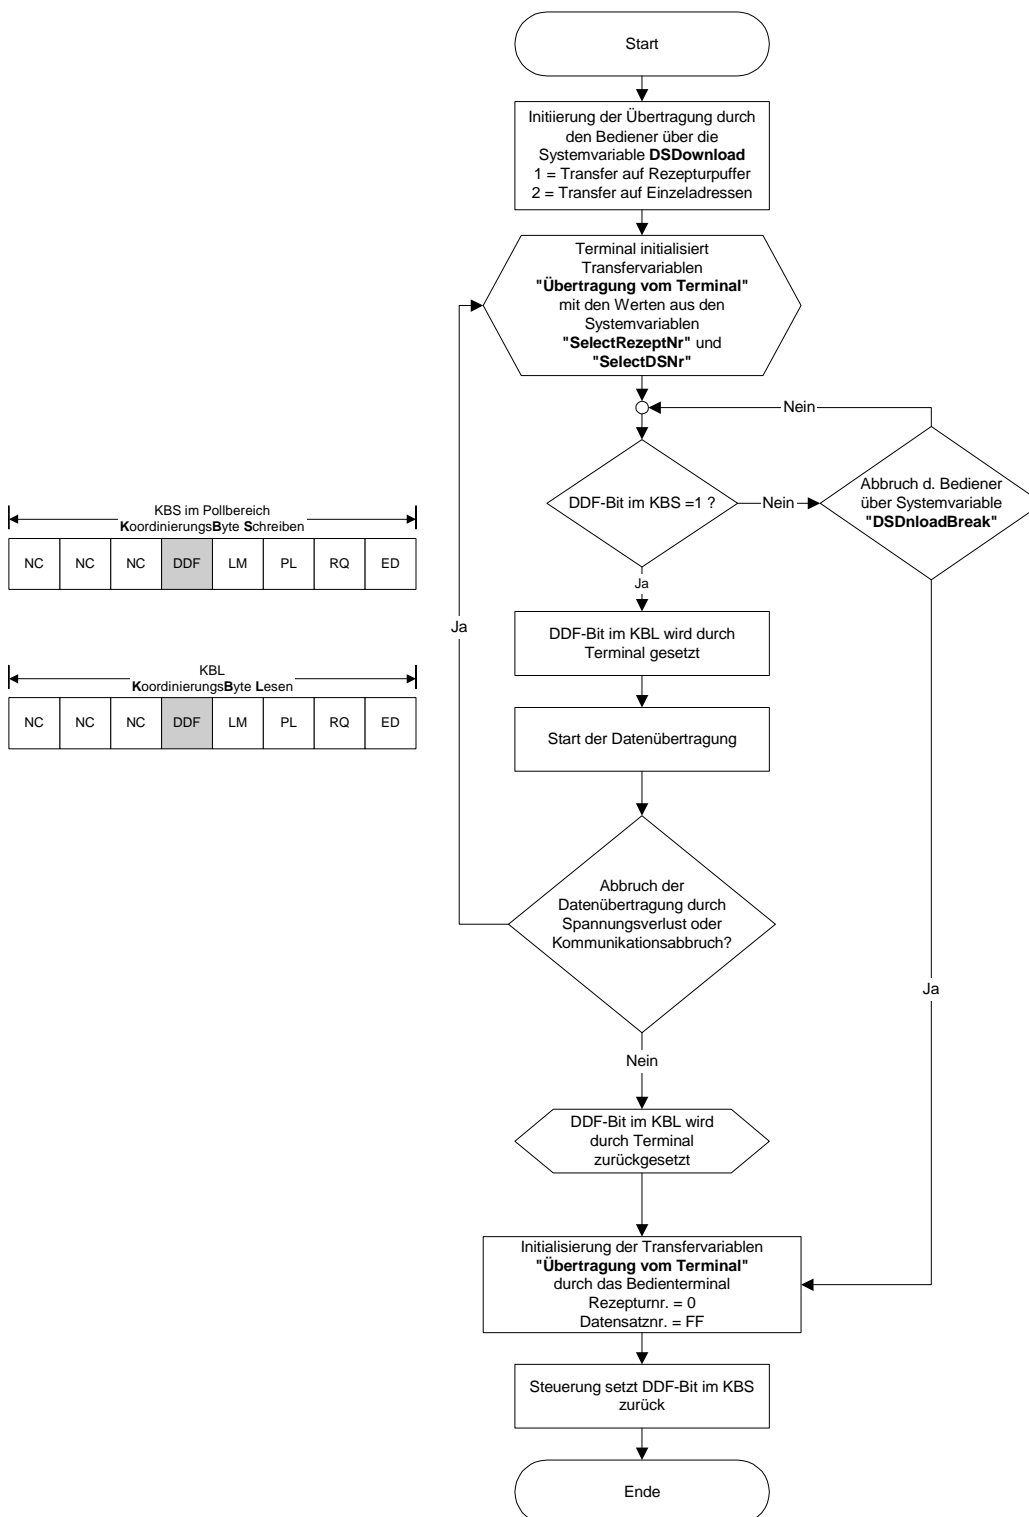 Start
Initiierung der Übertragung durch
den Bediener über die
Systemvariable DSDownload
1 = Transfer auf Rezepturpuffer
2 = Transfer auf Einzeladressen
Terminal initialisiert
Transfervariablen
"Übertragung vom Terminal"
mit den Werten aus den
Systemvariablen
"SelectRezeptNr" und
"SelectDSNr"
Nein
DDF-Bit im KBS =1 ?
Nein
Abbruch d. Bediener
über Systemvariable
"DSDnloadBreak"
KBS im Pollbereich
KoordinierungsByte Schreiben
NC NC NC DDF LM PL RQ ED
Ja
DDF-Bit im KBL wird durch
Terminal gesetzt
Ja
KBL
KoordinierungsByte Lesen
NC NC NC DDF LM PL RQ ED
Start der Datenübertragung
Abbruch der
Datenübertragung durch
Spannungsverlust oder
Kommunikationsabbruch?
Ja
Nein
DDF-Bit im KBL wird
durch Terminal
zurückgesetzt
Initialisierung der Transfervariablen
"Übertragung vom Terminal"
durch das Bedienterminal
Rezepturnr. = 0
Datensatznr. = FF
Steuerung setzt DDF-Bit im KBS
zurück
Ende